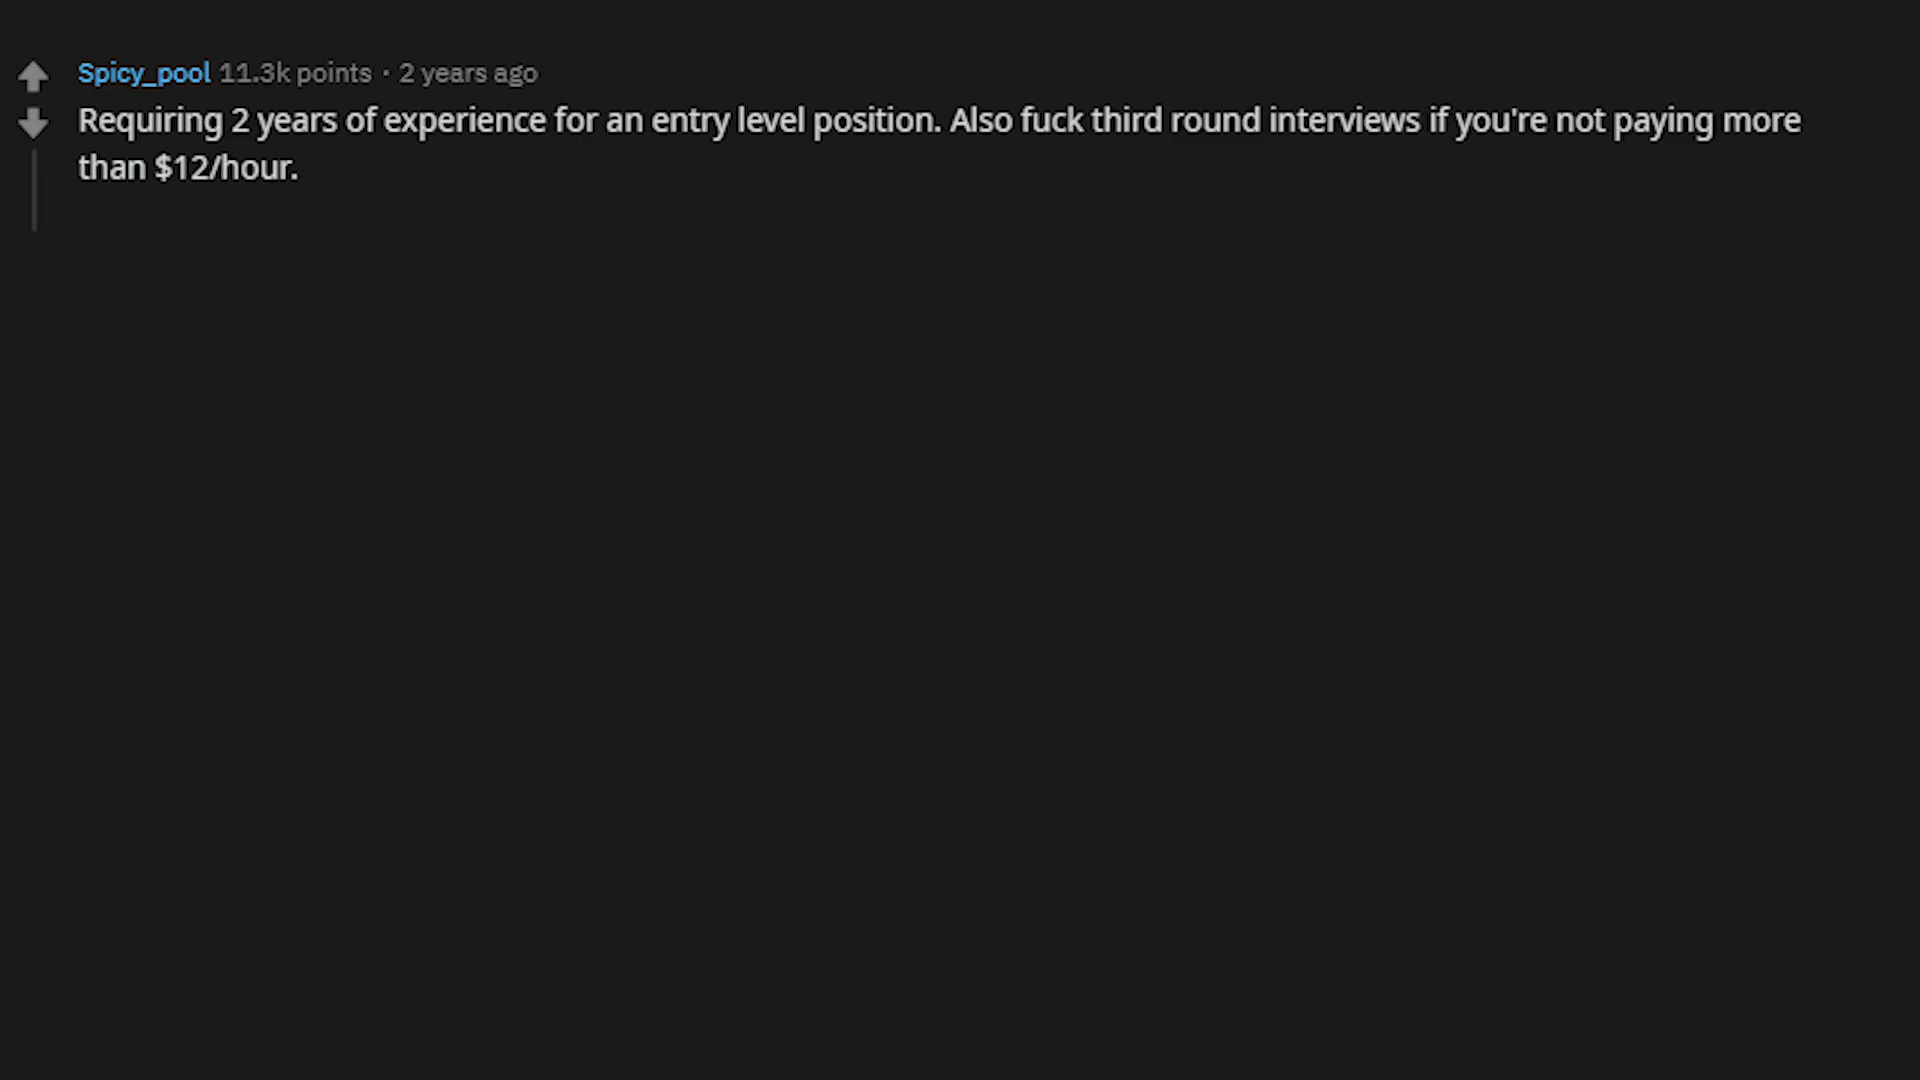 Spicy_pool 11.3k points · 2 years ago
Requiring 2 years of experience for an entry level position. Also fuck third round interviews if you're not paying more
than $12/hour.